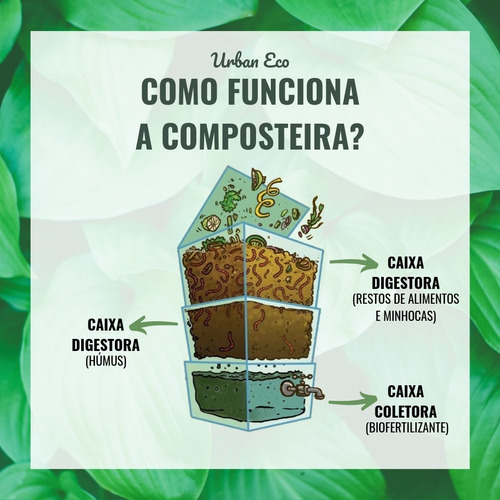 Urban Eco
COMO FUNCIONA
A COMPOSTEIRA?
CAIXA
DIGESTORA
(RESTOS DE ALIMENTOS
E MINHOCAS)
CAIXA
DIGESTORA
(HÚMUS)
CAIXA
COLETORA
(BIOFERTILIZANTE)